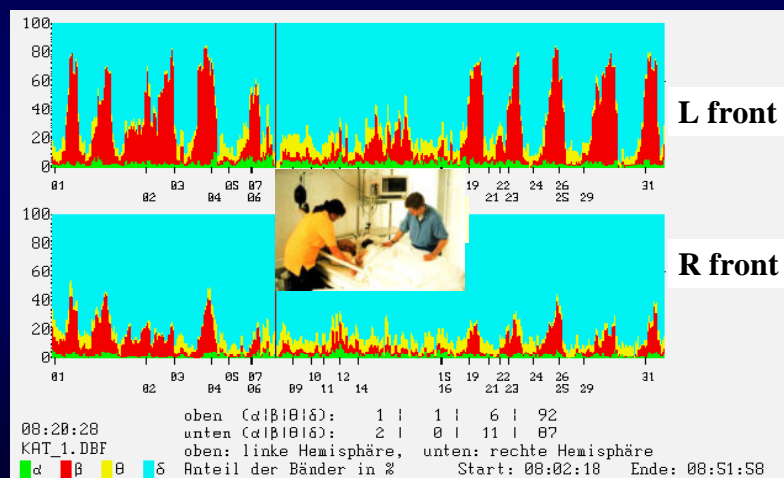 100
80
60
40
20
0
L front
01 03 05 07 19 22 24 26 31
02 04 06 21 23 25 29
100
80
60
40
20
0
R front
01 03 05 07 10 12 15 19 22 24 26 31
02 04 06 09 11 14 16 21 23 25 29
oben (α|β|θ|δ): 1 | 1 | 6 | 92
08:20:28 unten (α|β|θ|δ): 2 | 0 | 11 | 87
KAT_1.DBF oben: linke Hemisphäre, unten: rechte Hemisphäre
α β θ δ Anteil der Bänder in % Start: 08:02:18 Ende: 08:51:58